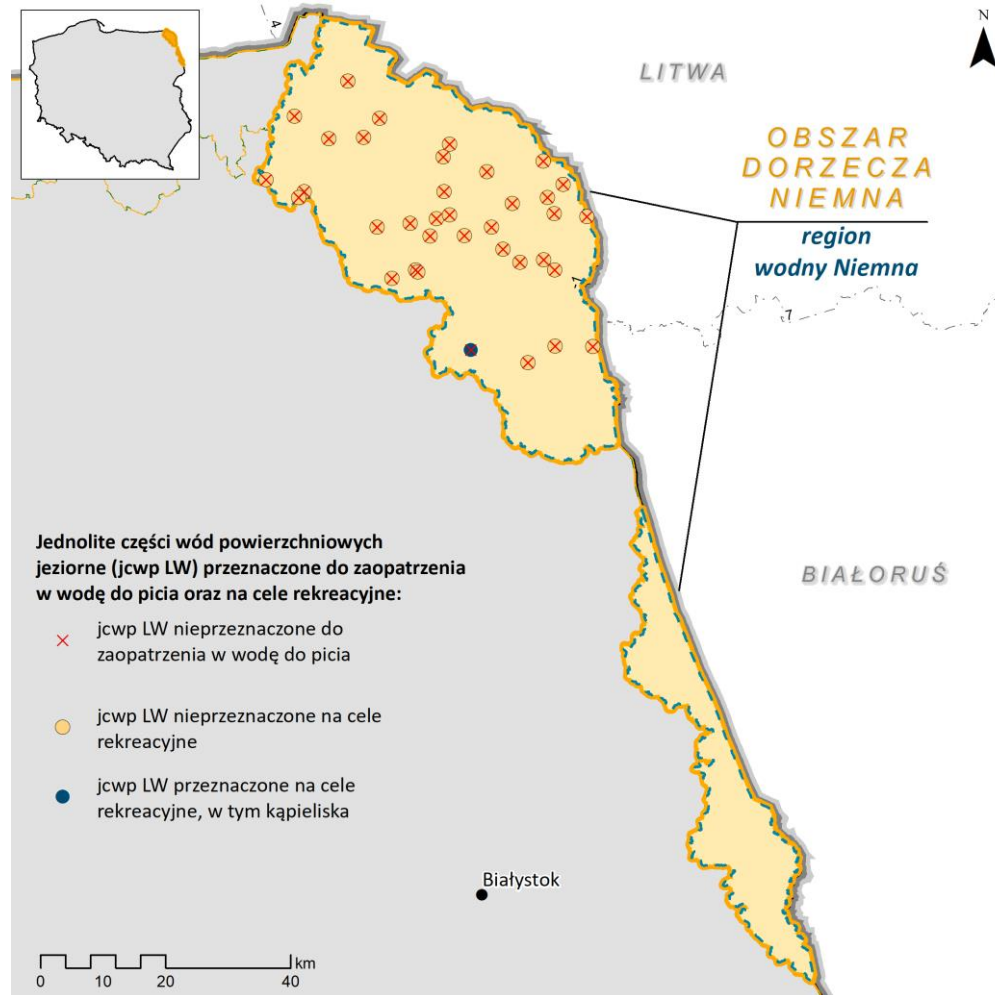 N
4
LITWA
OBSZAR
DORZECZA
NIEMNA
region
wodny Niemna
7
Jednolite części wód powierzchniowych
jeziorne (jcwp LW) przeznaczone do zaopatrzenia
w wodę do picia oraz na cele rekreacyjne:
BIAŁORUŚ
jcwp LW nieprzeznaczone do
zaopatrzenia w wodę do picia
jcwp LW nieprzeznaczone na cele
rekreacyjne
jcwp LW przeznaczone na cele
rekreacyjne, w tym kąpieliska
Białystok
km
0 10 20 40